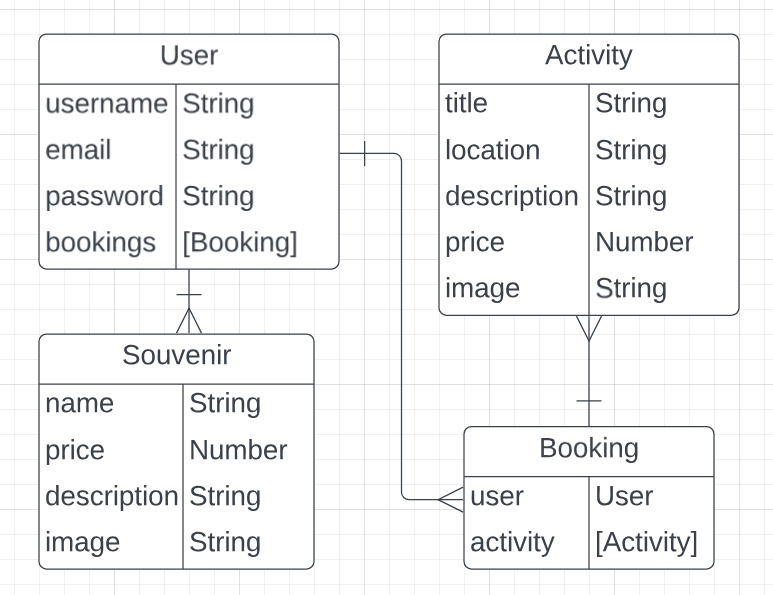 User
username String
email String
password String
bookings [Booking]
Activity
title String
location String
description String
price Number
image String
Souvenir
name String
price Number
description String
image String
Booking
user User
activity [Activity]